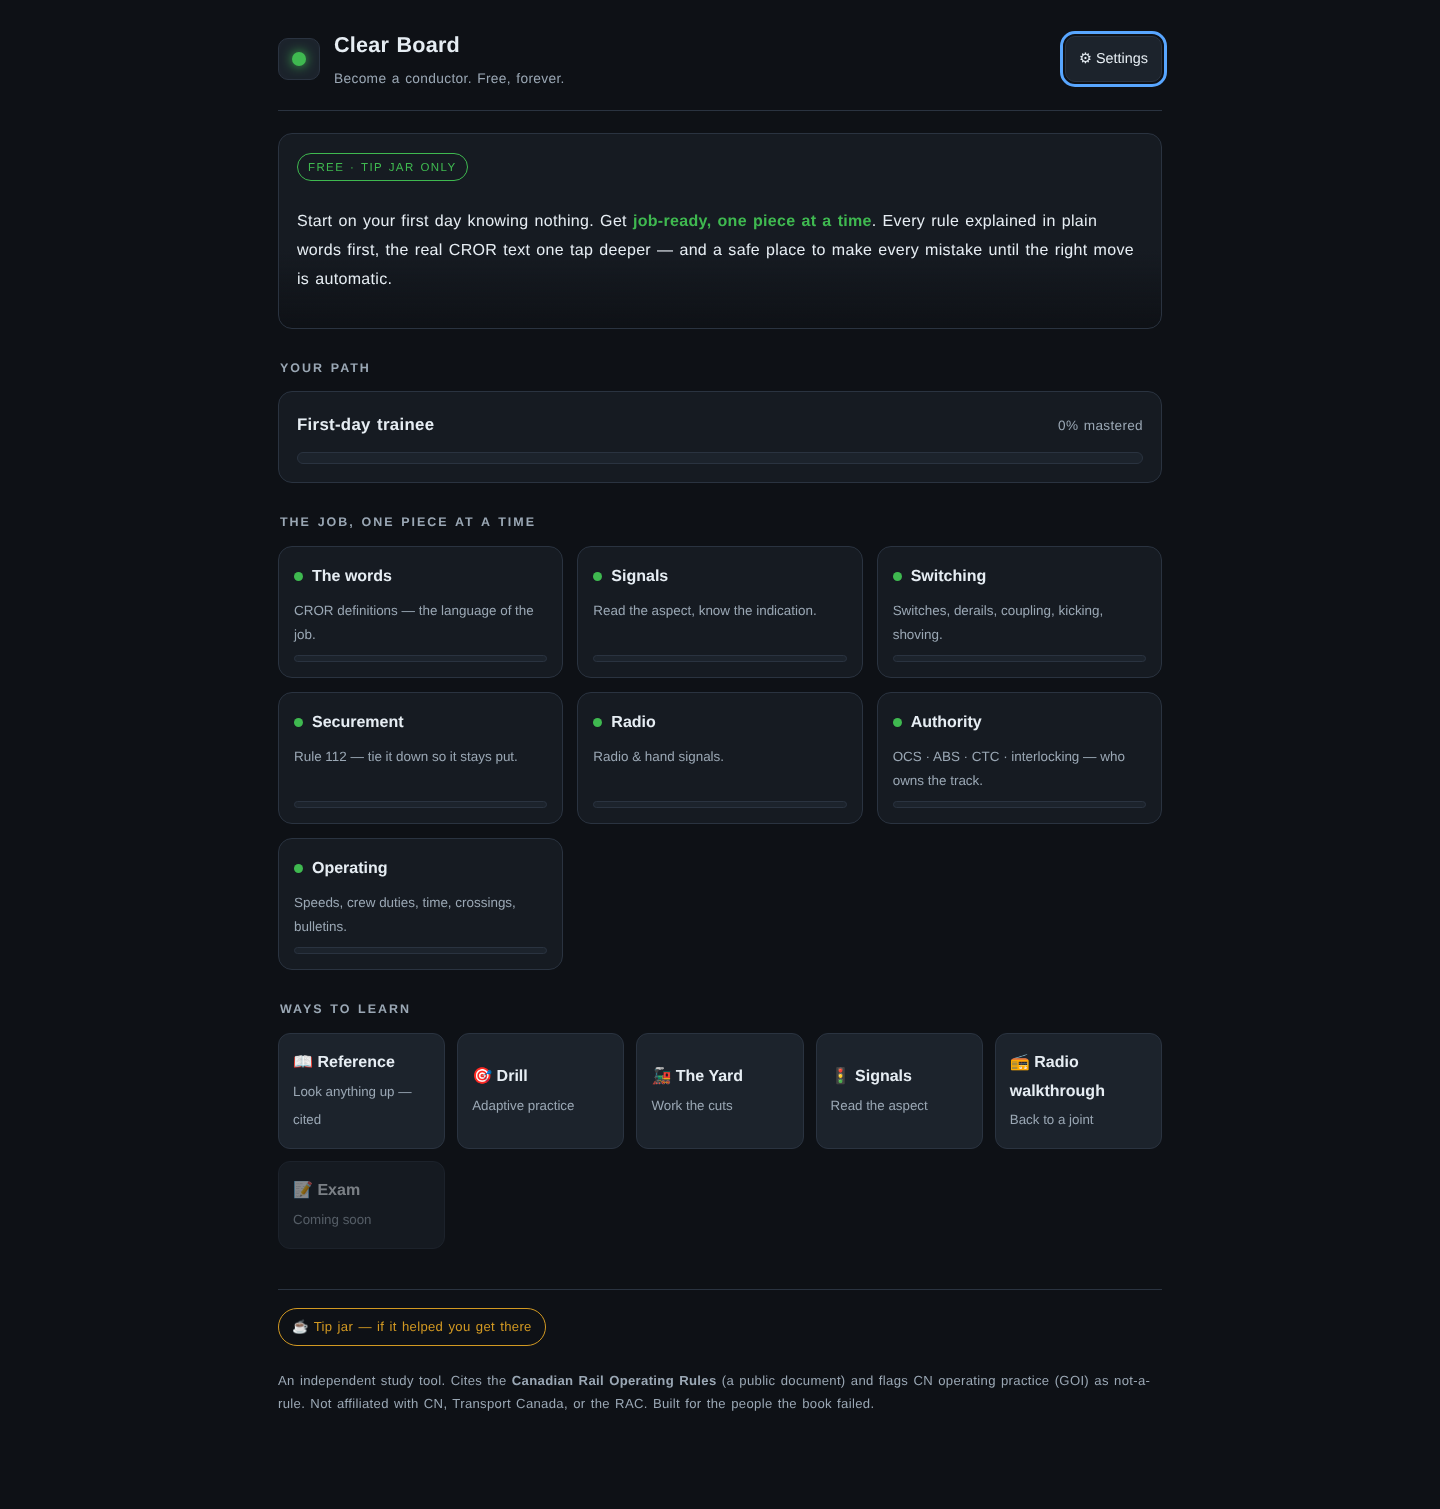 Clear Board
Become a conductor. Free, forever.
⚙ Settings
FREE · TIP JAR ONLY
Start on your first day knowing nothing. Get job-ready, one piece at a time. Every rule explained in plain
words first, the real CROR text one tap deeper — and a safe place to make every mistake until the right move
is automatic.
YOUR PATH
First-day trainee
0% mastered
THE JOB, ONE PIECE AT A TIME
The words
CROR definitions — the language of the
job.
Signals
Read the aspect, know the indication.
Switching
Switches, derails, coupling, kicking,
shoving.
Securement
Rule 112 — tie it down so it stays put.
Radio
Radio & hand signals.
Authority
OCS · ABS · CTC · interlocking — who
owns the track.
Operating
Speeds, crew duties, time, crossings,
bulletins.
WAYS TO LEARN
📖 Reference
Look anything up —
cited
🎯 Drill
Adaptive practice
🚂 The Yard
Work the cuts
🚦 Signals
Read the aspect
📻 Radio
walkthrough
Back to a joint
📝 Exam
Coming soon
☕ Tip jar — if it helped you get there
An independent study tool. Cites the Canadian Rail Operating Rules (a public document) and flags CN operating practice (GOI) as not-a-
rule. Not affiliated with CN, Transport Canada, or the RAC. Built for the people the book failed.